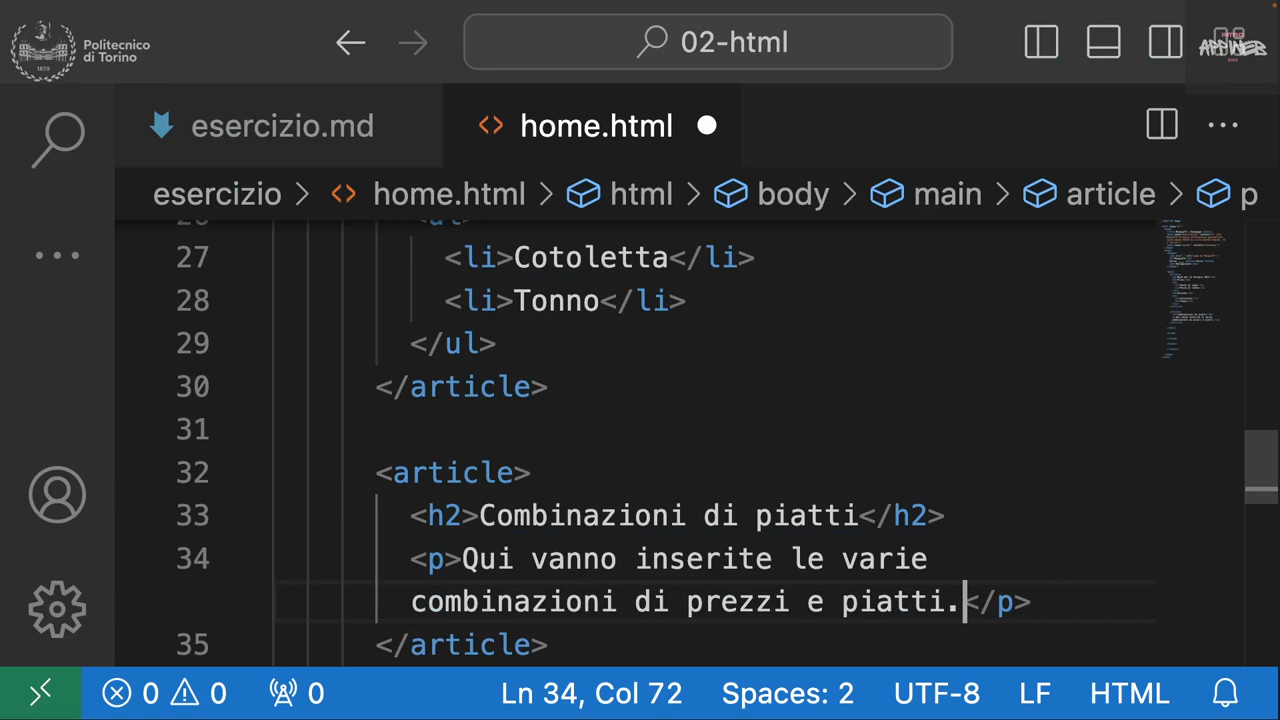 Politecnico
di Torino
1859
02-html
INTRO
APPINER
esercizio.md
home.html
esercizio > home.html > html > body > main > article > p
27 <li>Cotoletta</li>
28 <li>Tonno</li>
29 </ul>
30 </article>
31
32 <article>
33 <h2>Combinazioni di piatti</h2>
34 <p>Qui vanno inserite le varie
combinazioni di prezzi e piatti.</p>
35 </article>
0 0 0 Ln 34, Col 72 Spaces: 2 UTF-8 LF HTML